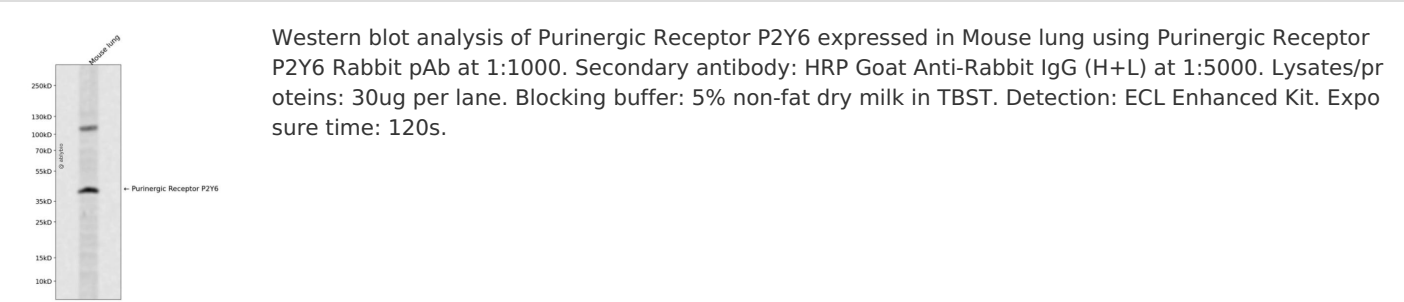 Mouse lung
250kD
130kD
100kD
70kD
55kD
35kD
25kD
15kD
10kD
@ ablybio
← Purinergic Receptor P2Y6
Western blot analysis of Purinergic Receptor P2Y6 expressed in Mouse lung using Purinergic Receptor
P2Y6 Rabbit pAb at 1:1000. Secondary antibody: HRP Goat Anti-Rabbit IgG (H+L) at 1:5000. Lysates/pr
oteins: 30ug per lane. Blocking buffer: 5% non-fat dry milk in TBST. Detection: ECL Enhanced Kit. Expo
sure time: 120s.